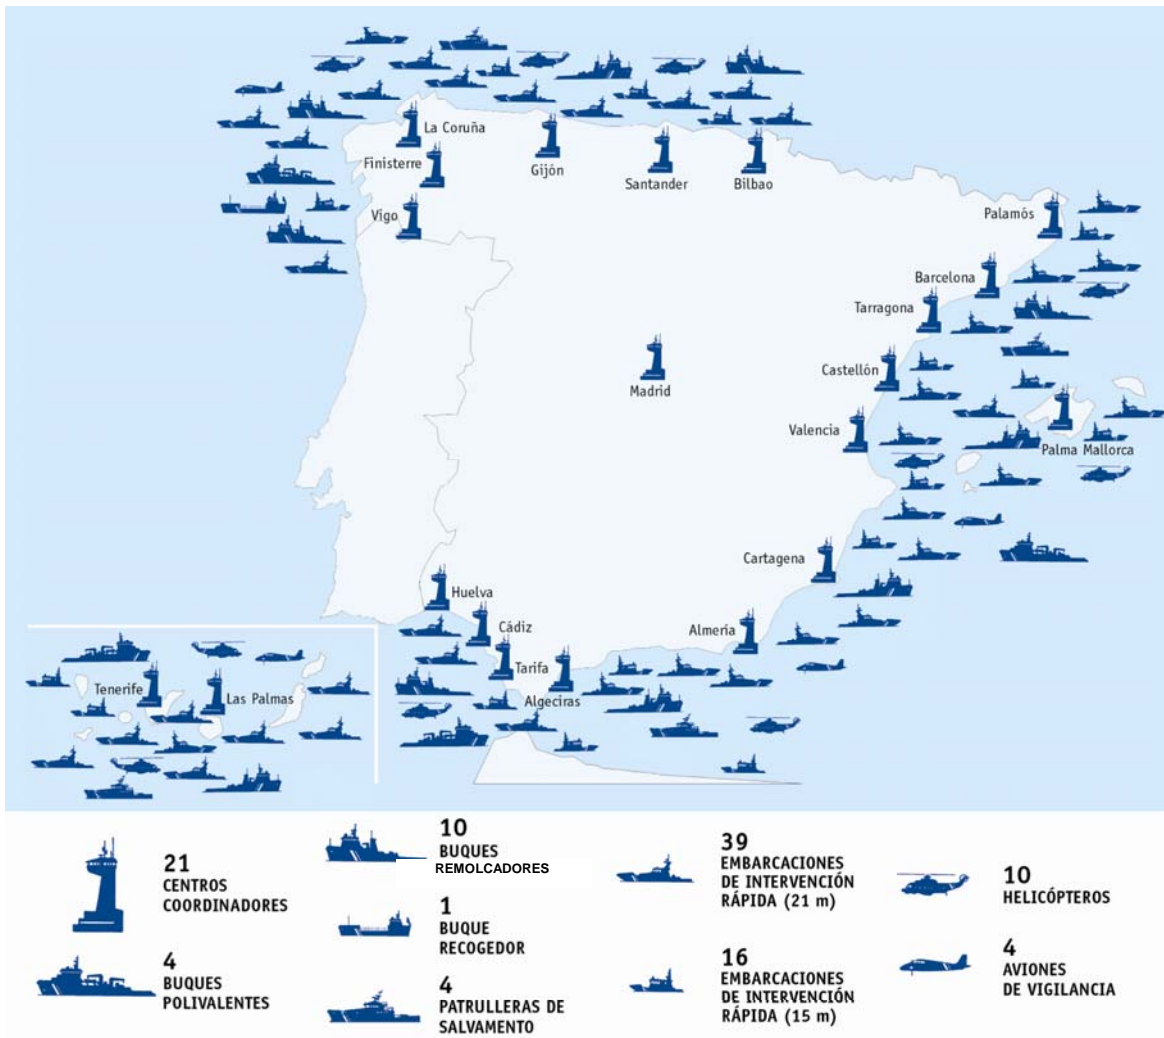 La Coruña
Finisterre
Gijón
Santander
Bilbao
Vigo
Palamós
Barcelona
Tarragona
Castellón
Madrid
Valencia
Palma Mallorca
Cartagena
Huelva
Cádiz
Almería
Tarifa
Algeciras
Tenerife
Las Palmas
21
CENTROS
COORDINADORES
4
BUQUES
POLIVALENTES
10
BUQUES
REMOLCADORES
1
BUQUE
RECOGEDOR
4
PATRULLERAS DE
SALVAMENTO
39
EMBARCACIONES
DE INTERVENCIÓN
RÁPIDA (21 m)
16
EMBARCACIONES
DE INTERVENCIÓN
RÁPIDA (15 m)
10
HELICÓPTEROS
4
AVIONES
DE VIGILANCIA